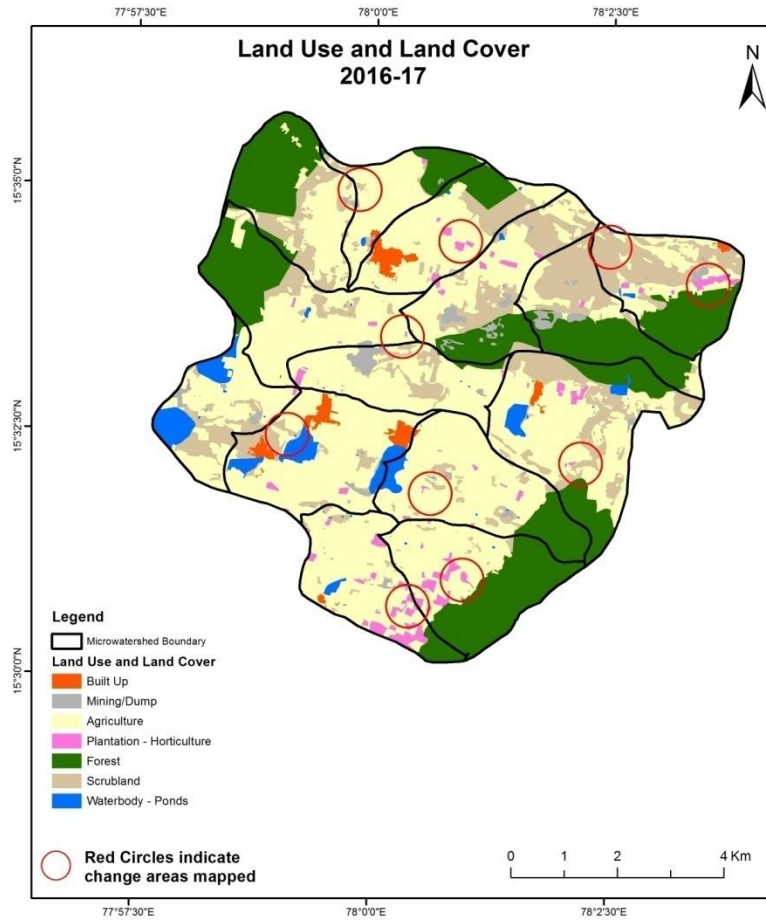 77°57'30"E 78°0'0"E 78°2'30"E
Land Use and Land Cover
2016-17
N
15°35'0"N
15°32'30"N
15°30'0"N
Legend
Microwatershed Boundary
Land Use and Land Cover
Built Up
Mining/Dump
Agriculture
Plantation - Horticulture
Forest
Scrubland
Waterbody - Ponds
Red Circles indicate
change areas mapped
0 1 2 4 Km
77°57'30"E 78°0'0"E 78°2'30"E